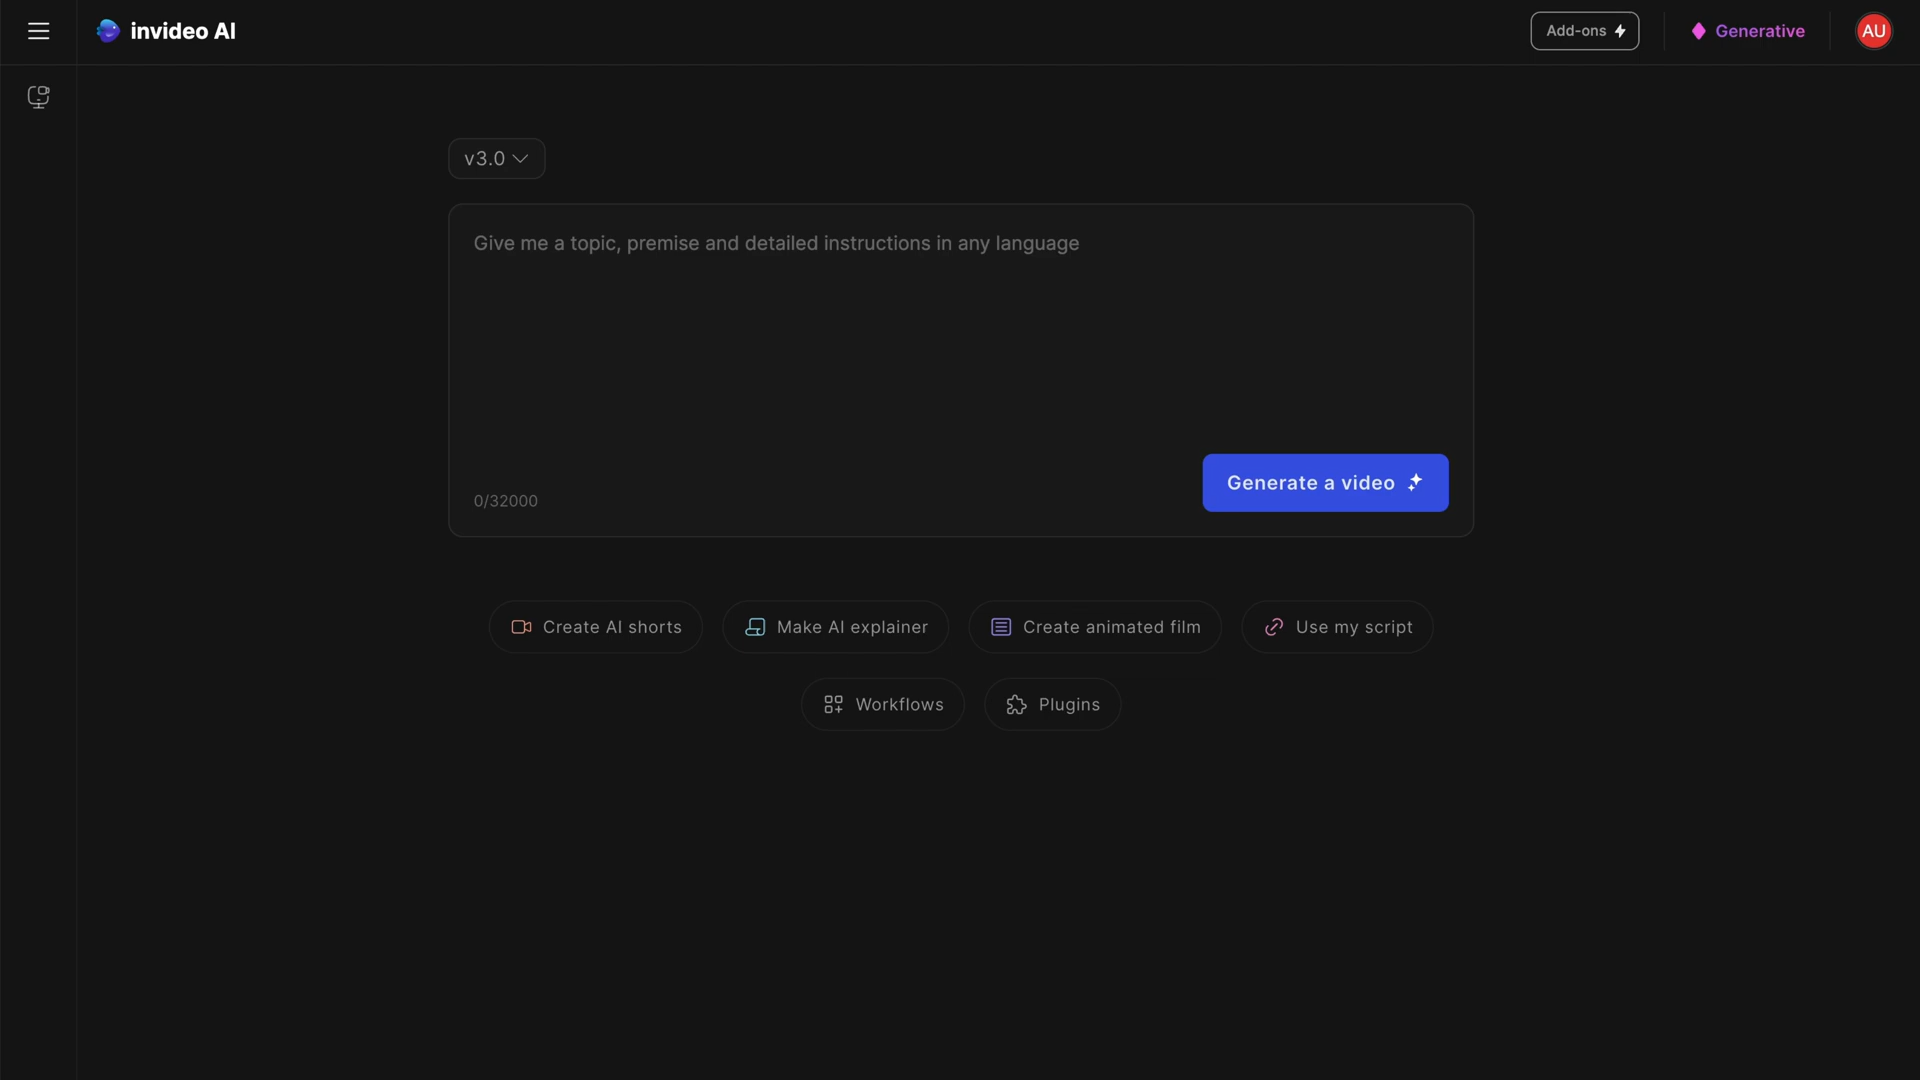 invideo AI
Add-ons
Generative
AU
v3.0
Give me a topic, premise and detailed instructions in any language
0/32000
Generate a video
Create AI shorts
Make AI explainer
Create animated film
Use my script
Workflows
Plugins